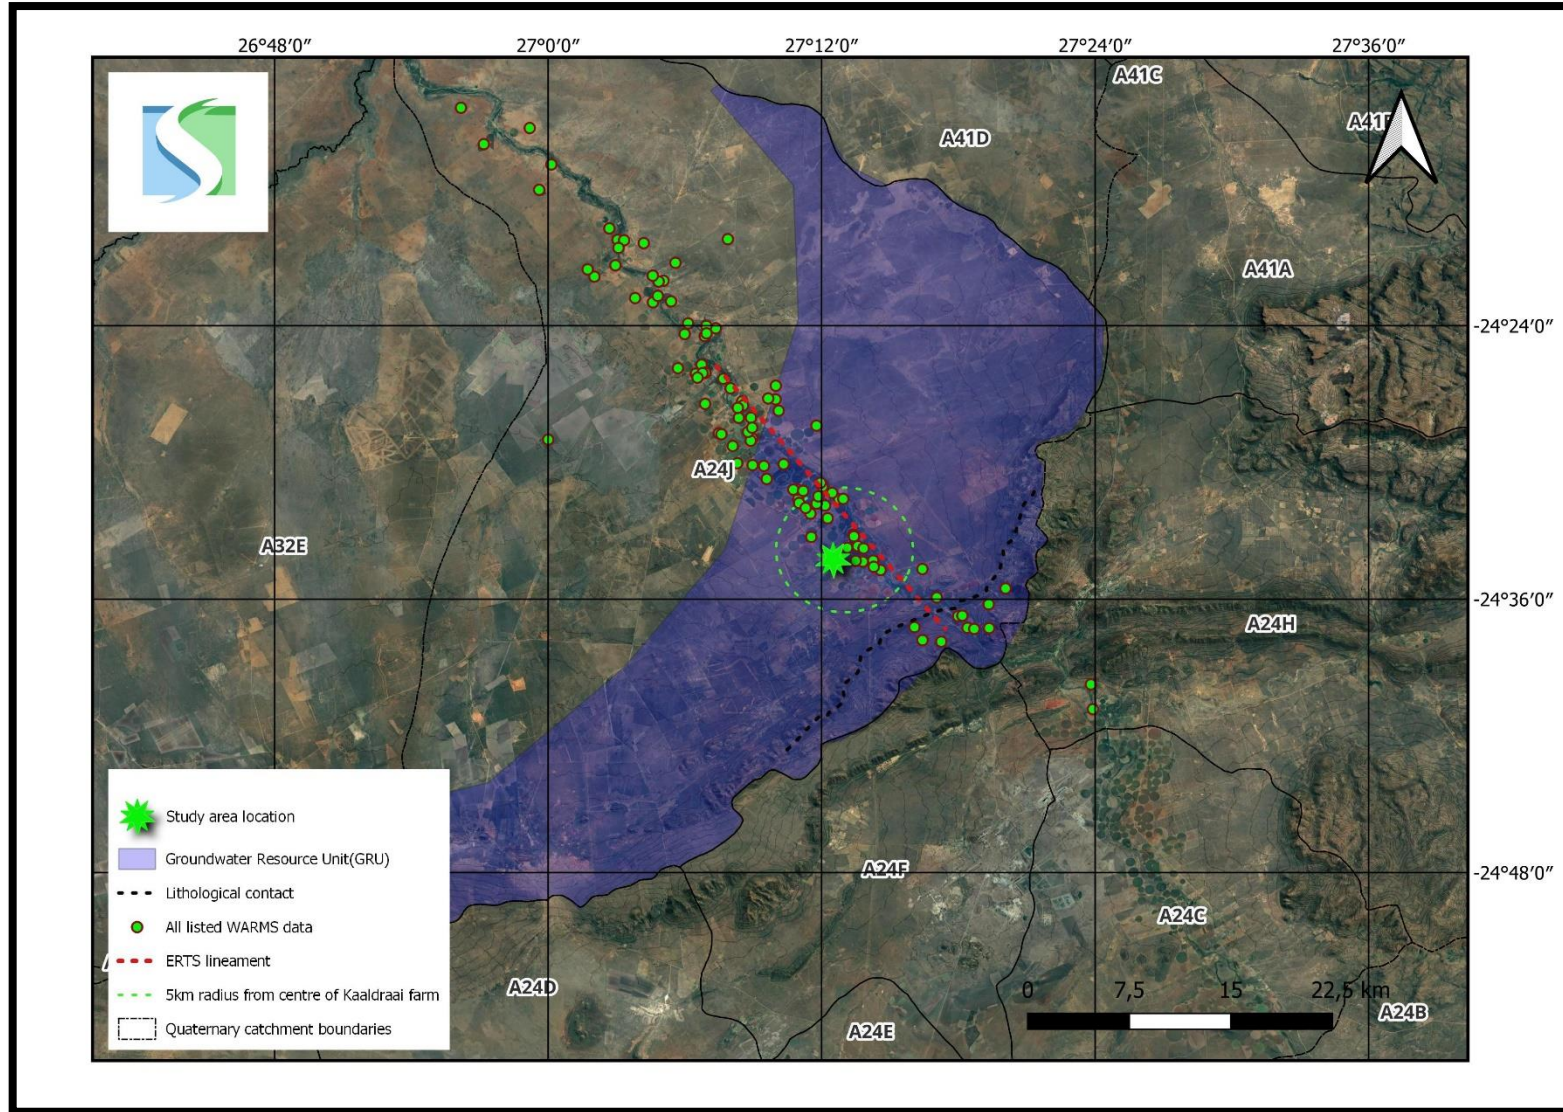 26°48′0″ 27°0′0″ 27°12′0″ 27°24′0″ 27°36′0″
A41C
A41D
A41A
-24°24′0″
A24J
A32E
-24°36′0″
A24H
Study area location
Groundwater Resource Unit(GRU)
-24°48′0″
A24F
Lithological contact
All listed WARMS data
A24C
ERTS lineament
A24D
5km radius from centre of Kaaldraai farm
0 7,5 15 22,5 km
A24B
Quaternary catchment boundaries
A24E